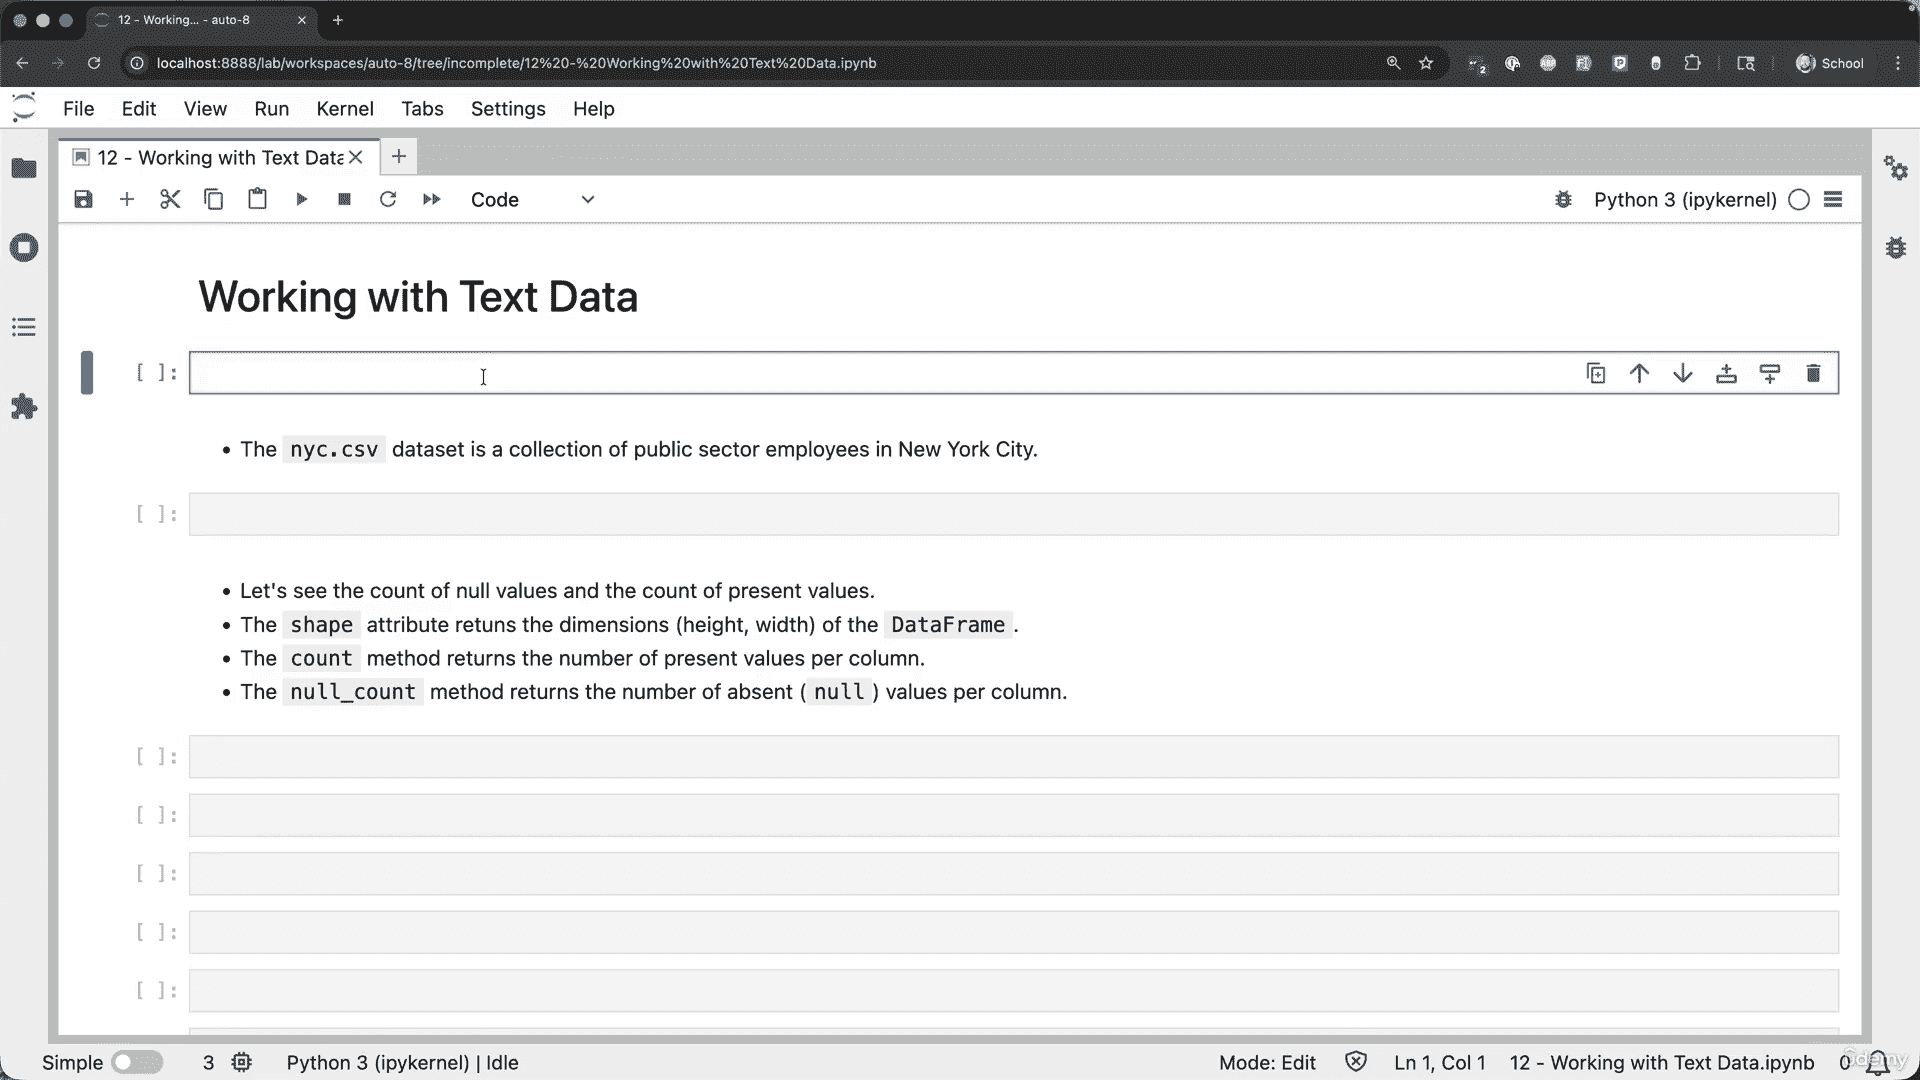 12 - Working... - auto-8
localhost:8888/lab/workspaces/auto-8/tree/incomplete/12%20-%20Working%20with%20Text%20Data.ipynb
2
ABP
School
File Edit View Run Kernel Tabs Settings Help
12 - Working with Text Data
Code
Python 3 (ipykernel)
Working with Text Data
[ ]:
• The nyc.csv dataset is a collection of public sector employees in New York City.
[ ]:
• Let's see the count of null values and the count of present values.
• The shape attribute retuns the dimensions (height, width) of the DataFrame .
• The count method returns the number of present values per column.
• The null_count method returns the number of absent ( null ) values per column.
[ ]:
[ ]:
[ ]:
[ ]:
[ ]:
Simple 3 Python 3 (ipykernel) | Idle Mode: Edit Ln 1, Col 1 12 - Working with Text Data.ipynb 0
Udemy